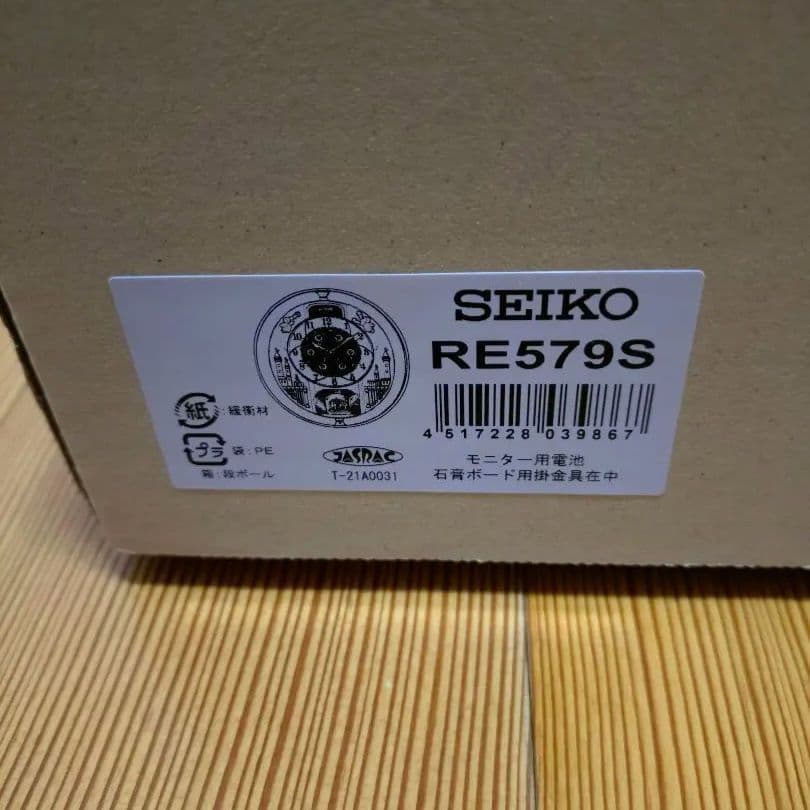 SEIKO
RE579S
4 517228 039867
紙:緩衝材
プラ 袋:PE
箱:段ボール
JASRAC
T-21A0031
モニター用電池
石膏ボード用掛金具在中